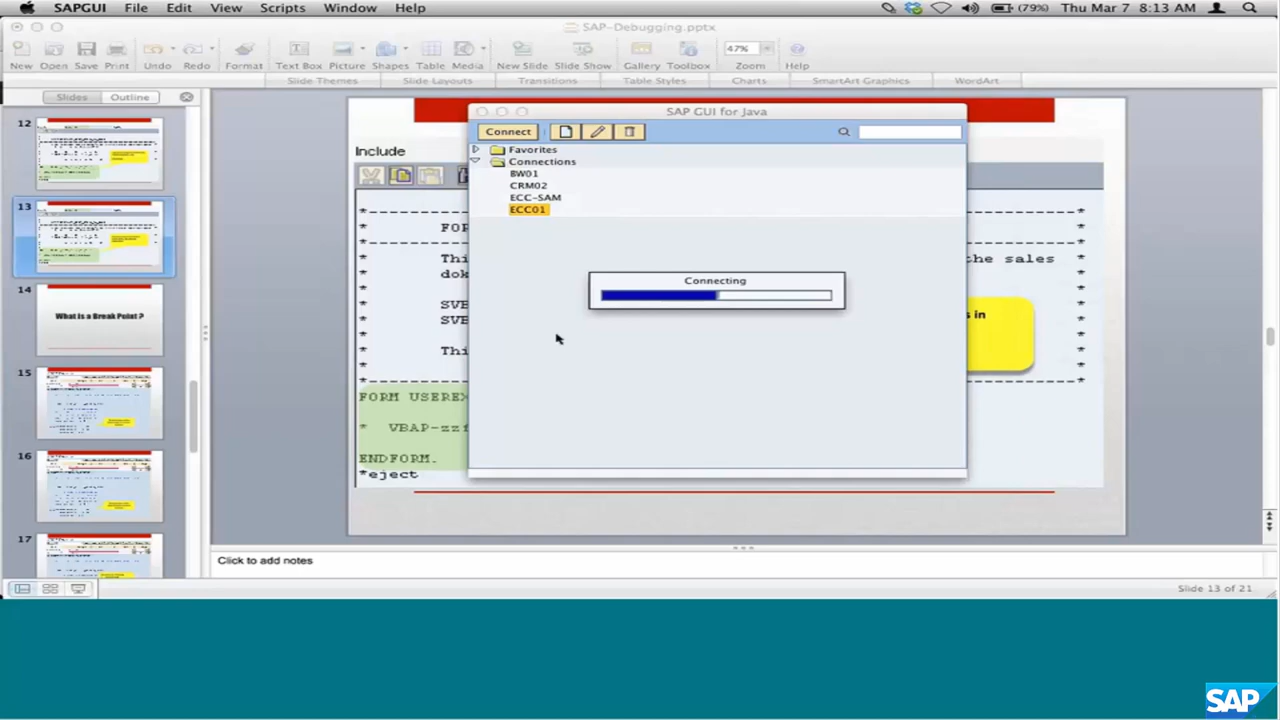 SAPGUI File Edit View Scripts Window Help (79%) Thu Mar 7 8:13 AM
SAP-Debugging.pptx
New Open Save Print Undo Redo Format Text Box Picture Shapes Table Media New Slide Slide Show Gallery Toolbox Zoom Help
47%
Slide Themes Slide Layouts Transitions Table Styles Charts SmartArt Graphics WordArt
Slides Outline
12
13
14
What is a Break Point ?
15
16
17
Include
SAP GUI for Java
Connect
Favorites
Connections
BW01
CRM02
ECC-SAM
ECC01
Connecting
*----------* 
* FOR *
*----------*
* Thi he sales *
* dok *
* *
* SVE *
* SVE s in *
* *
* Thi *
* *
*----------*
FORM USEREX
* VBAP-zzf
ENDFORM.
*eject
Click to add notes
Slide 13 of 21
SAP